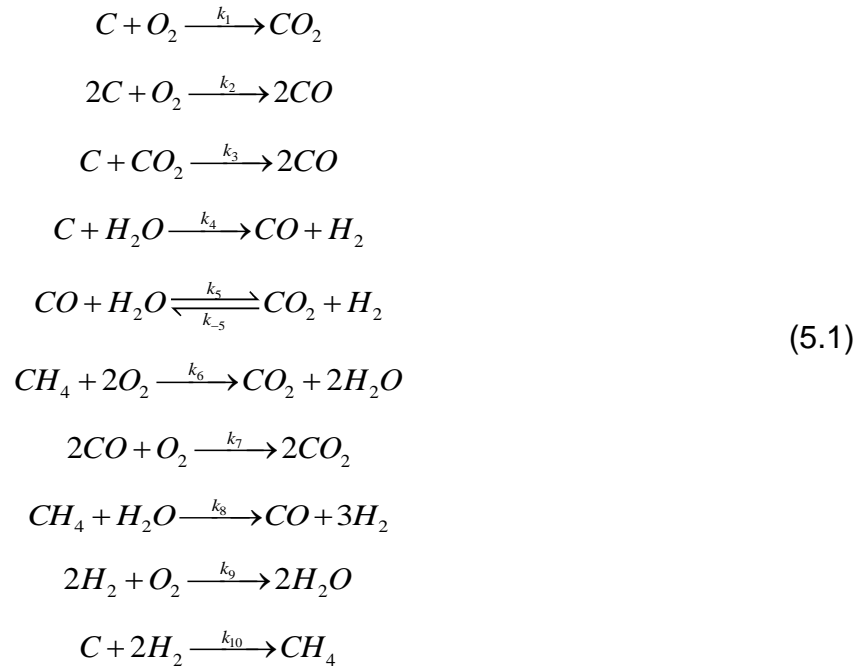 C + O₂ —k₁→ CO₂
2C + O₂ —k₂→ 2CO
C + CO₂ —k₃→ 2CO
C + H₂O —k₄→ CO + H₂
CO + H₂O ⇌ (k₅ / k₋₅) CO₂ + H₂
(5.1)
CH₄ + 2O₂ —k₆→ CO₂ + 2H₂O
2CO + O₂ —k₇→ 2CO₂
CH₄ + H₂O —k₈→ CO + 3H₂
2H₂ + O₂ —k₉→ 2H₂O
C + 2H₂ —k₁₀→ CH₄